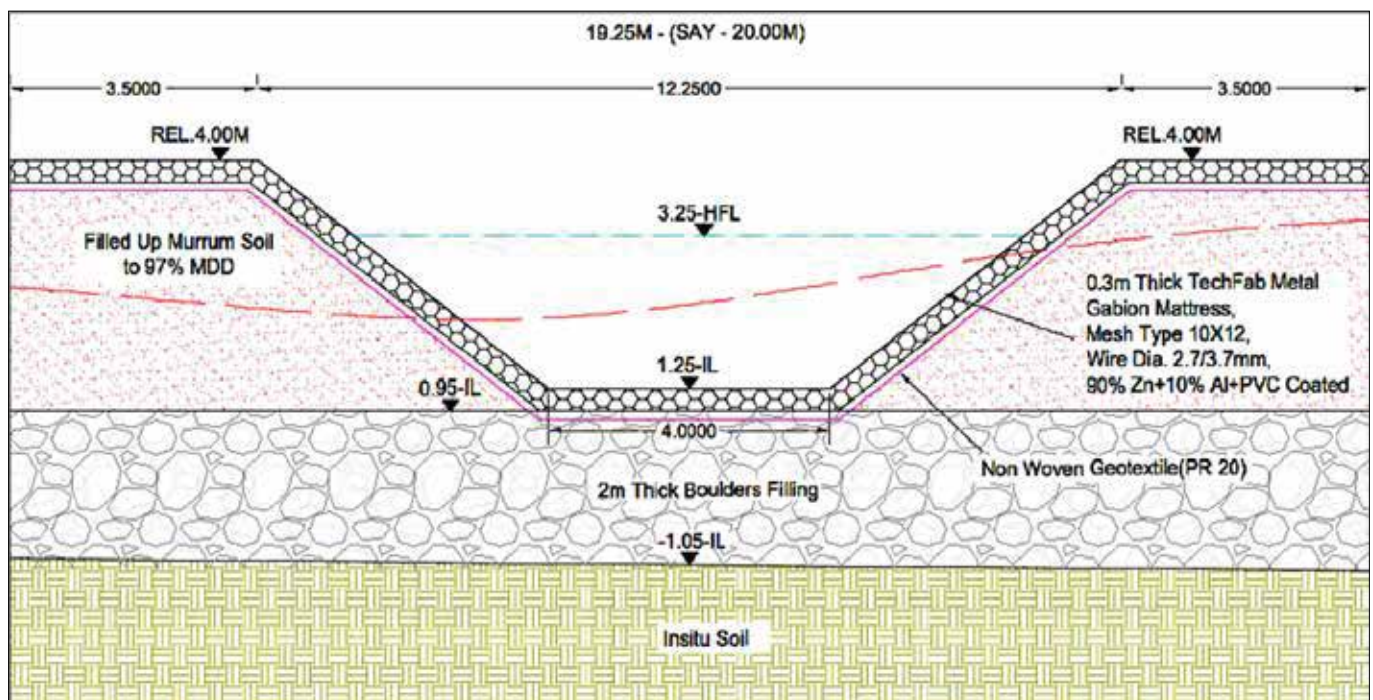 19.25M - (SAY - 20.00M)
3.5000
12.2500
3.5000
REL.4.00M
REL.4.00M
3.25-HFL
Filled Up Murrum Soil
to 97% MDD
0.3m Thick TechFab Metal
Gabion Mattress,
Mesh Type 10X12,
Wire Dia. 2.7/3.7mm,
90% Zn+10% Al+PVC Coated
1.25-IL
0.95-IL
4.0000
Non Woven Geotextile(PR 20)
2m Thick Boulders Filling
-1.05-IL
Insitu Soil